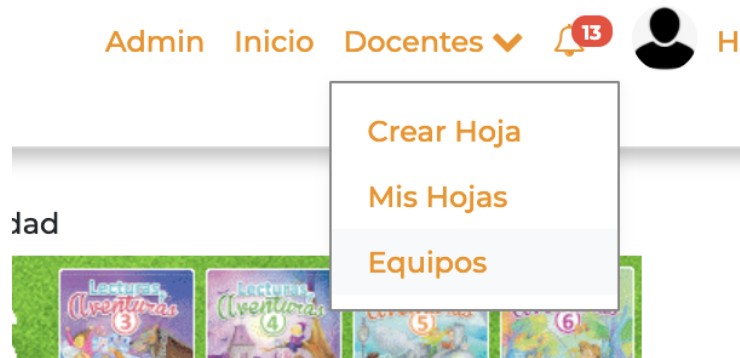 Admin Inicio Docentes 13 H
Crear Hoja
Mis Hojas
Equipos
dad
Lecturas, Lecturas,
Aventuras Aventuras
3 4 5 6